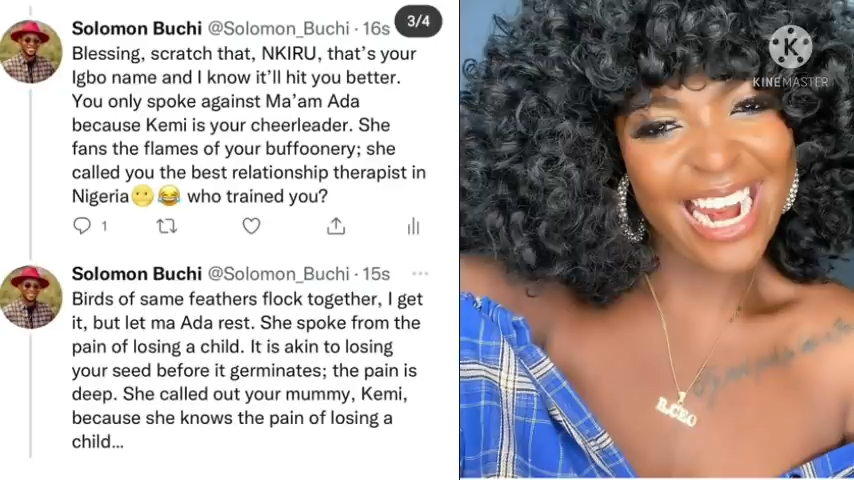 3/4
Solomon Buchi @Solomon_Buchi · 16s
Blessing, scratch that, NKIRU, that's your
Igbo name and I know it'll hit you better.
You only spoke against Ma'am Ada
because Kemi is your cheerleader. She
fans the flames of your buffoonery; she
called you the best relationship therapist in
Nigeria😬😂 who trained you?
1
Solomon Buchi @Solomon_Buchi · 15s
Birds of same feathers flock together, I get
it, but let ma Ada rest. She spoke from the
pain of losing a child. It is akin to losing
your seed before it germinates; the pain is
deep. She called out your mummy, Kemi,
because she knows the pain of losing a
child...
K
KINEMASTER
B.CEO